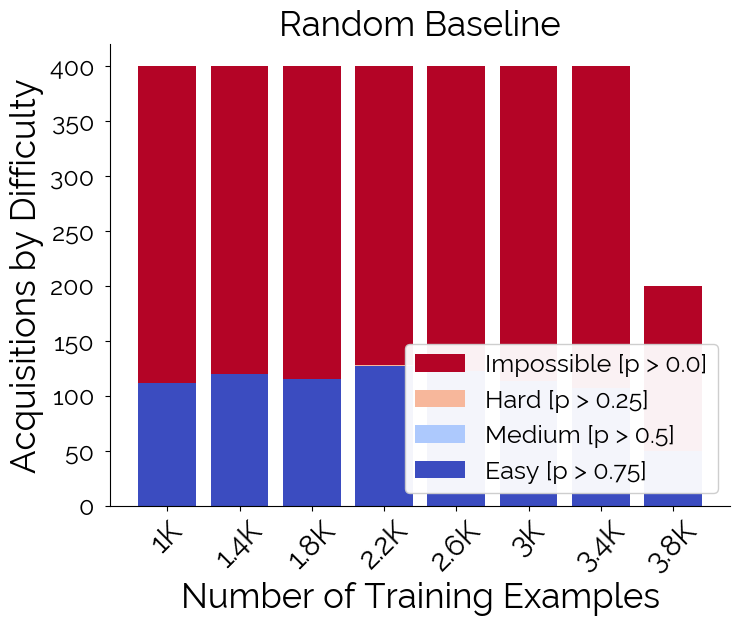 Random Baseline
Acquisitions by Difficulty
400
350
300
250
200
150
100
50
0
Impossible [p > 0.0]
Hard [p > 0.25]
Medium [p > 0.5]
Easy [p > 0.75]
1K
1.4K
1.8K
2.2K
2.6K
3K
3.4K
3.8K
Number of Training Examples